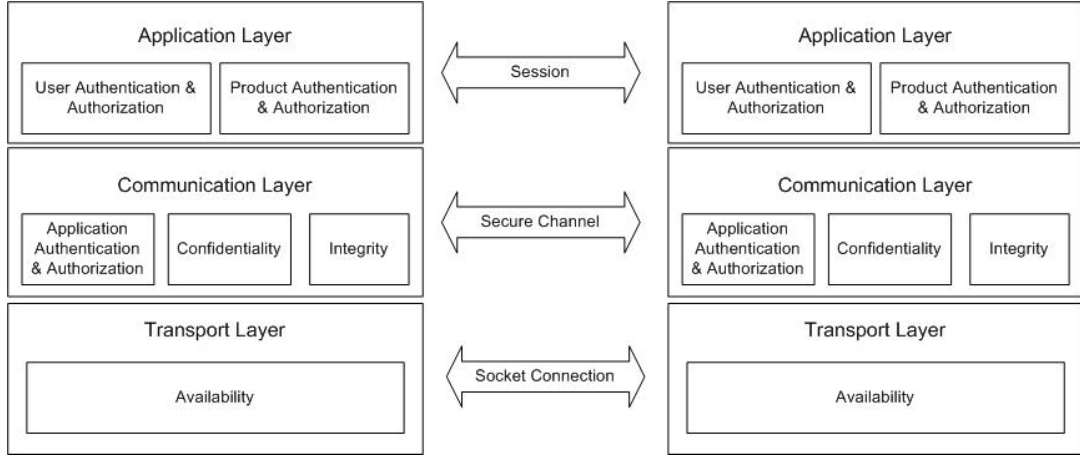 Application Layer
User Authentication &
Authorization
Product Authentication
& Authorization
Communication Layer
Application
Authentication
& Authorization
Confidentiality
Integrity
Transport Layer
Availability
Session
Secure Channel
Socket Connection
Application Layer
User Authentication &
Authorization
Product Authentication
& Authorization
Communication Layer
Application
Authentication
& Authorization
Confidentiality
Integrity
Transport Layer
Availability